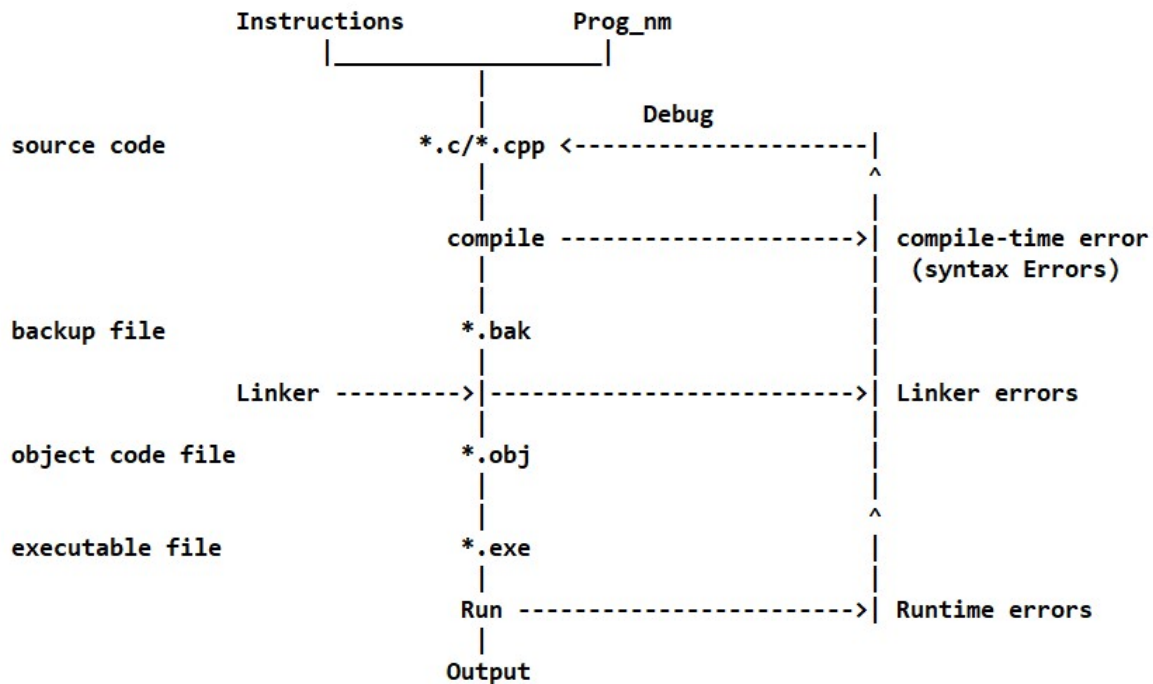 Instructions Prog_nm
Debug
source code *.c/*.cpp <---------------------|
compile --------------------->| compile-time error
(syntax Errors)
backup file *.bak
Linker --------->|-------------------------->| Linker errors
object code file *.obj
executable file *.exe
Run ------------------------>| Runtime errors
Output